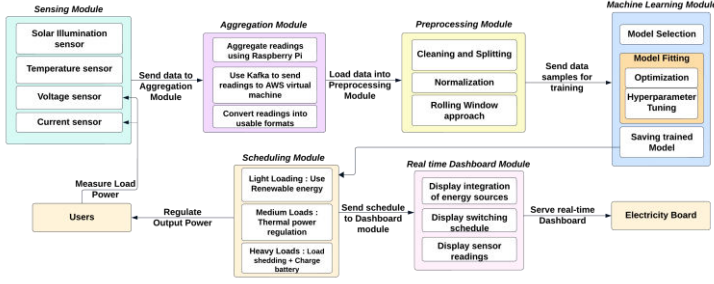 Sensing Module
Solar Illumination
sensor
Temperature sensor
Voltage sensor
Current sensor
Send data to
Aggregation
Module
Aggregation Module
Aggregate readings
using Raspberry Pi
Use Kafka to send
readings to AWS virtual
machine
Convert readings into
usable formats
Load data into
Preprocessing
Module
Preprocessing Module
Cleaning and Splitting
Normalization
Rolling Window
approach
Send data
samples for
training
Machine Learning Module
Model Selection
Model Fitting
Optimization
Hyperparameter
Tuning
Saving trained
Model
Measure Load
Power
Users
Regulate
Output Power
Scheduling Module
Light Loading : Use
Renewable energy
Medium Loads :
Thermal power
regulation
Heavy Loads : Load
shedding + Charge
battery
Send schedule
to Dashboard
module
Real time Dashboard Module
Display integration
of energy sources
Display switching
schedule
Display sensor
readings
Serve real-time
Dashboard
Electricity Board